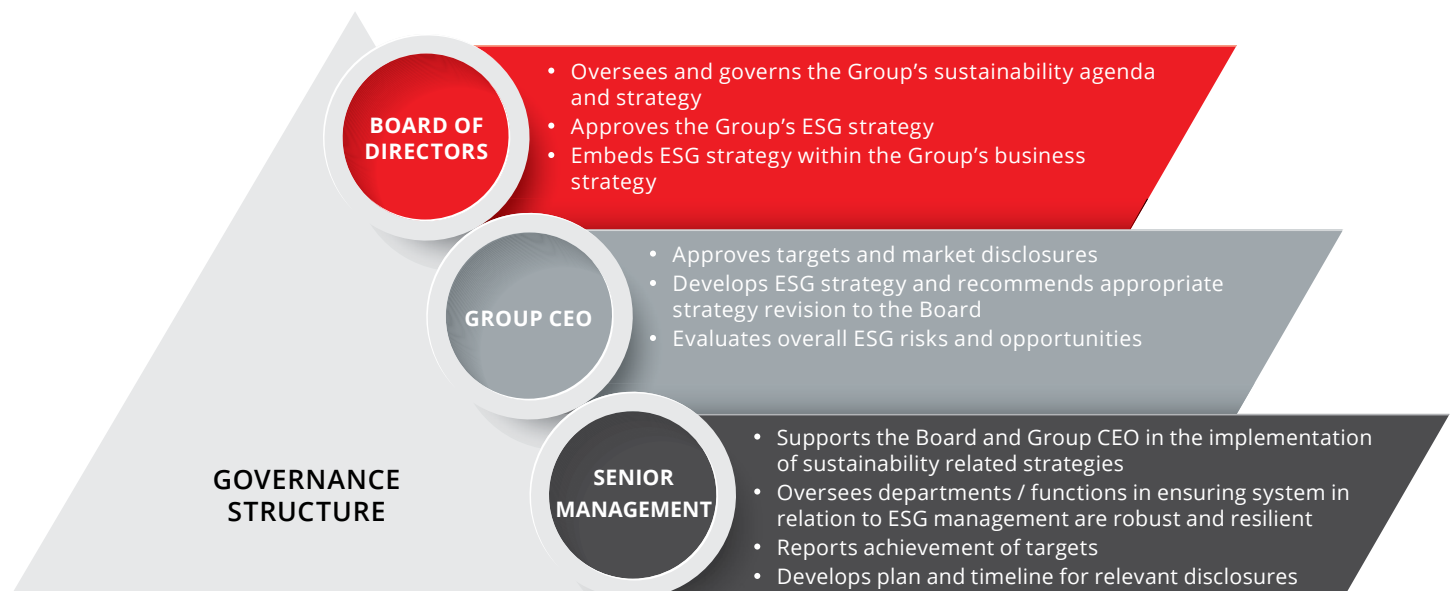 BOARD OF
DIRECTORS
• Oversees and governs the Group's sustainability agenda
and strategy
• Approves the Group's ESG strategy
• Embeds ESG strategy within the Group's business
strategy
GROUP CEO
• Approves targets and market disclosures
• Develops ESG strategy and recommends appropriate
strategy revision to the Board
• Evaluates overall ESG risks and opportunities
GOVERNANCE
STRUCTURE
SENIOR
MANAGEMENT
• Supports the Board and Group CEO in the implementation
of sustainability related strategies
• Oversees departments / functions in ensuring system in
relation to ESG management are robust and resilient
• Reports achievement of targets
• Develops plan and timeline for relevant disclosures